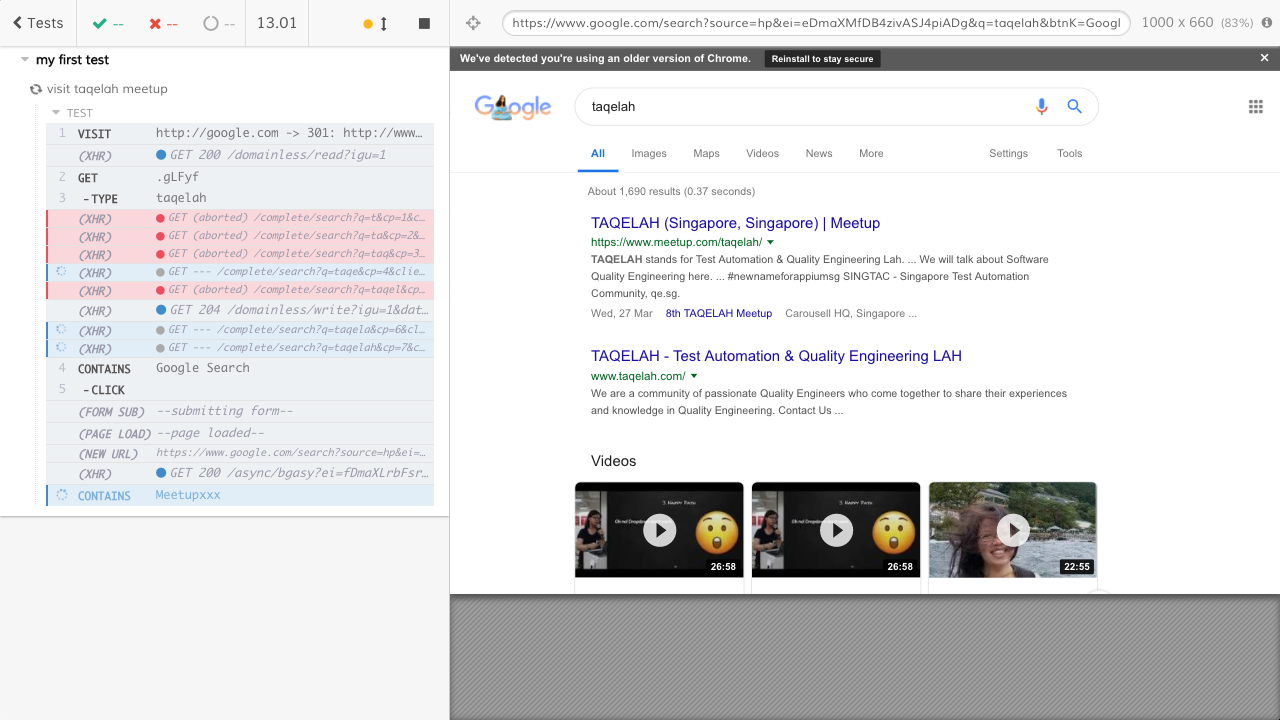 Tests -- -- -- 13.01
https://www.google.com/search?source=hp&ei=eDmaXMfDB4zivASJ4piADg&q=taqelah&btnK=Googl
1000 x 660 (83%)
my first test
visit taqelah meetup
TEST
1 VISIT http://google.com -> 301: http://www…
(XHR) GET 200 /domainless/read?igu=1
2 GET .gLFyf
3 -TYPE taqelah
(XHR) GET (aborted) /complete/search?q=t&cp=1&c…
(XHR) GET (aborted) /complete/search?q=ta&cp=2&…
(XHR) GET (aborted) /complete/search?q=taq&cp=3…
(XHR) GET --- /complete/search?q=taqe&cp=4&clie…
(XHR) GET (aborted) /complete/search?q=taqel&cp…
(XHR) GET 204 /domainless/write?igu=1&dat…
(XHR) GET --- /complete/search?q=taqela&cp=6&cl…
(XHR) GET --- /complete/search?q=taqelah&cp=7&c…
4 CONTAINS Google Search
5 -CLICK
(FORM SUB) --submitting form--
(PAGE LOAD) --page loaded--
(NEW URL) https://www.google.com/search?source=hp&ei=…
(XHR) GET 200 /async/bgasy?ei=fDmaXLrbFsr…
CONTAINS Meetupxxx
We've detected you're using an older version of Chrome. Reinstall to stay secure
Google
taqelah
All Images Maps Videos News More Settings Tools
About 1,690 results (0.37 seconds)
TAQELAH (Singapore, Singapore) | Meetup
https://www.meetup.com/taqelah/
TAQELAH stands for Test Automation & Quality Engineering Lah. ... We will talk about Software
Quality Engineering here. ... #newnameforappiumsg SINGTAC - Singapore Test Automation
Community, qe.sg.
Wed, 27 Mar 8th TAQELAH Meetup Carousell HQ, Singapore ...
TAQELAH - Test Automation & Quality Engineering LAH
www.taqelah.com/
We are a community of passionate Quality Engineers who come together to share their experiences
and knowledge in Quality Engineering. Contact Us ...
Videos
26:58
26:58
22:55